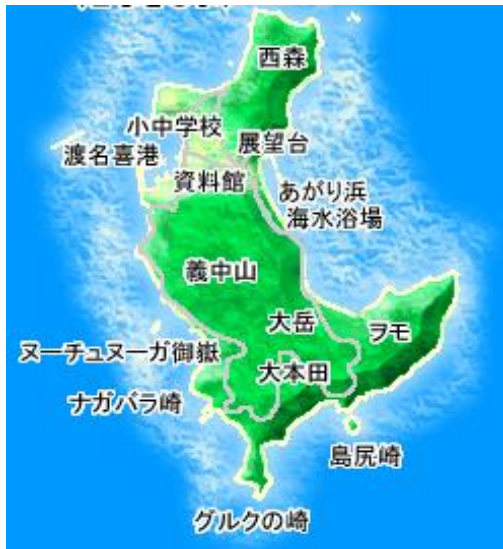 西森
小中学校
展望台
渡名喜港
資料館
あがり浜
海水浴場
義中山
大岳
ヲモ
ヌーチュヌーガ御嶽
大本田
ナガバラ崎
島尻崎
グルクの崎